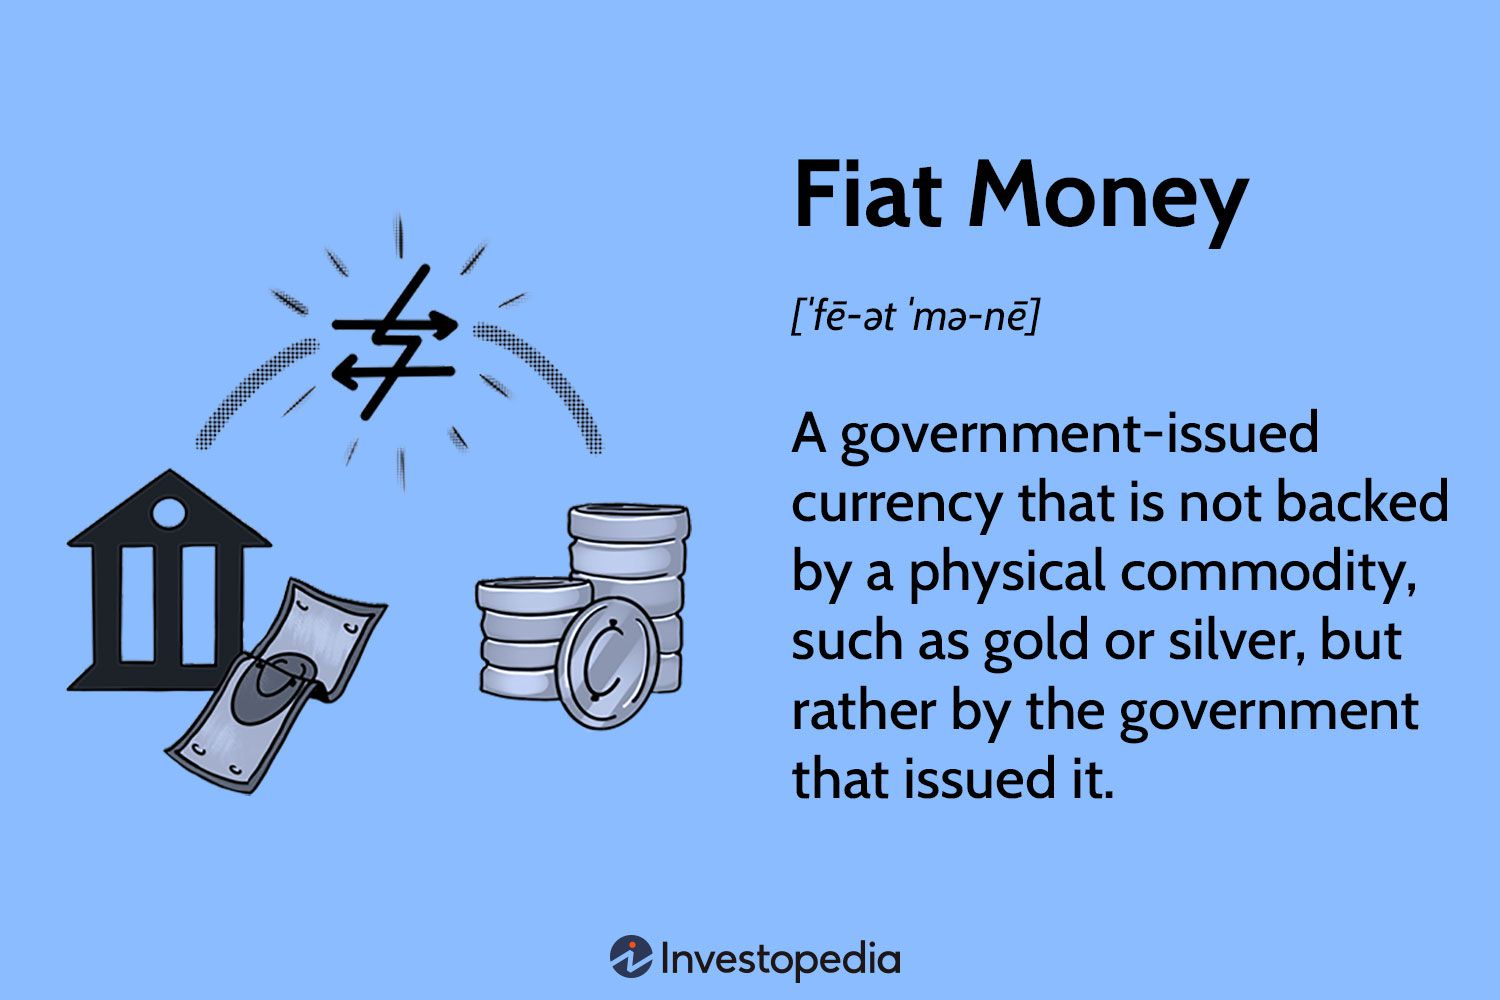 Fiat Money
[ˈfē-ət ˈmə-nē]
A government-issued
currency that is not backed
by a physical commodity,
such as gold or silver, but
rather by the government
that issued it.
Investopedia